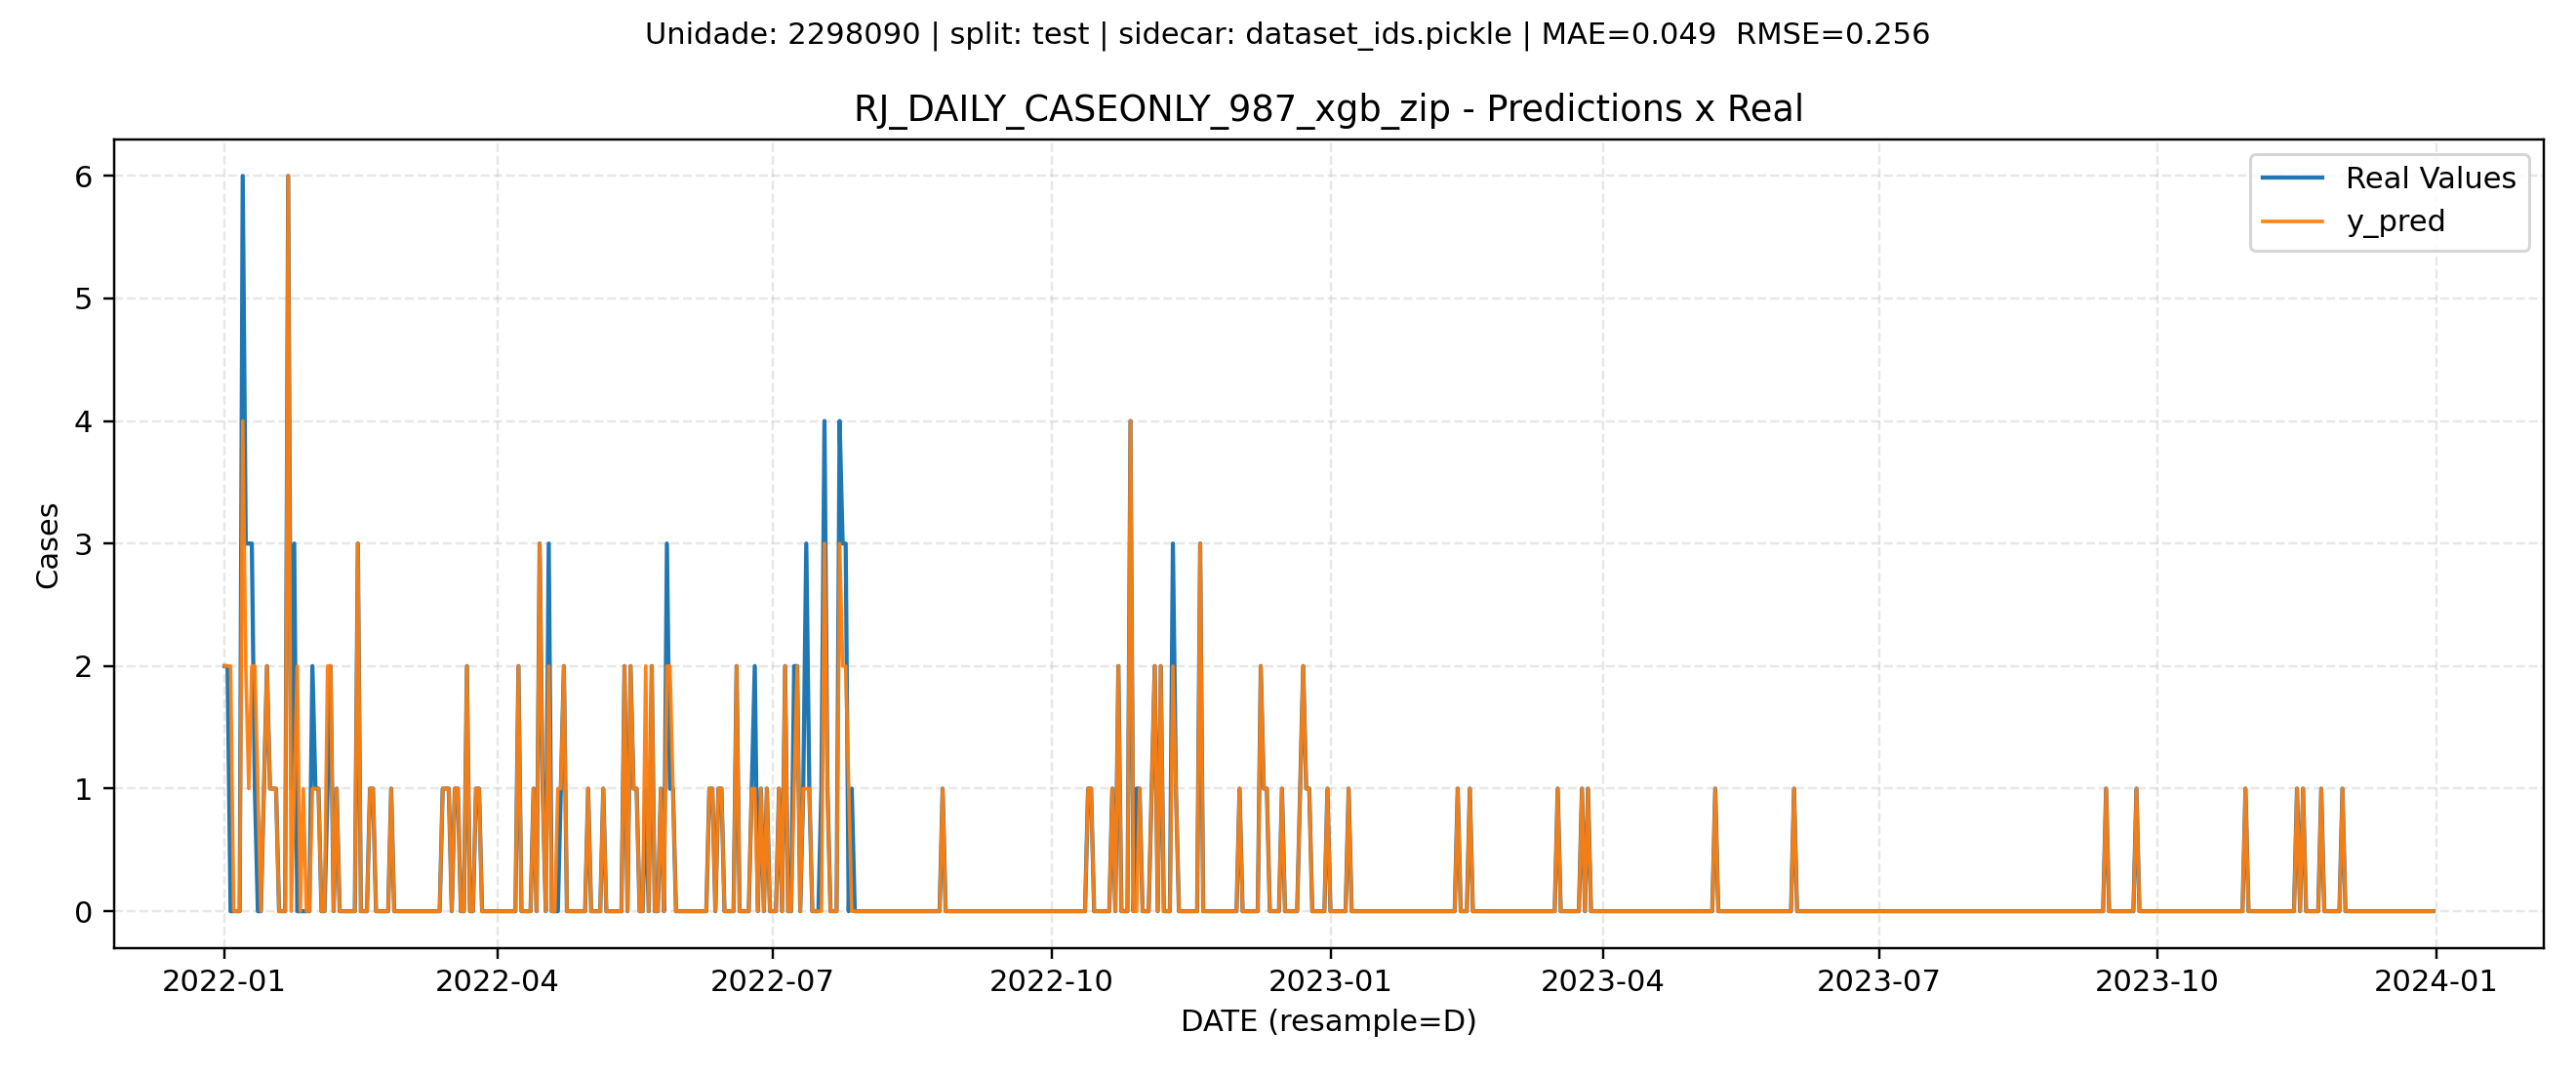 Unidade: 2298090 | split: test | sidecar: dataset_ids.pickle | MAE=0.049  RMSE=0.256
RJ_DAILY_CASEONLY_987_xgb_zip - Predictions x Real
Real Values
y_pred
Cases
6
5
4
3
2
1
0
2022-01 2022-04 2022-07 2022-10 2023-01 2023-04 2023-07 2023-10 2024-01
DATE (resample=D)